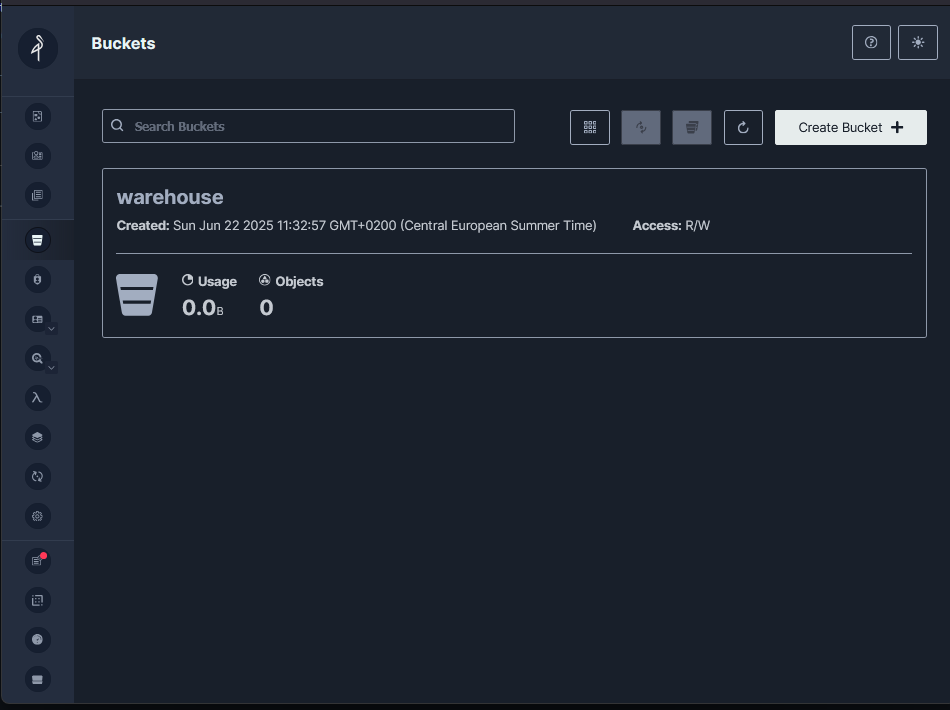 Buckets
Search Buckets
Create Bucket
warehouse
Created: Sun Jun 22 2025 11:32:57 GMT+0200 (Central European Summer Time) Access: R/W
Usage Objects
0.0B 0